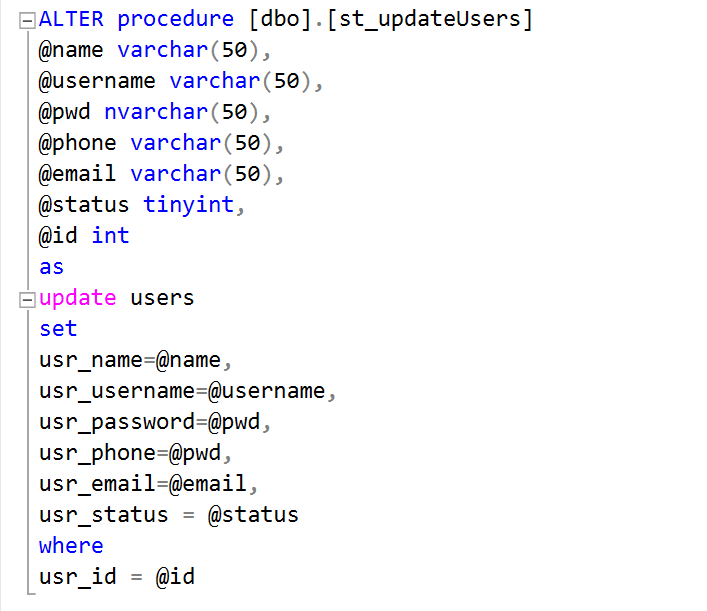 ALTER procedure [dbo].[st_updateUsers]
@name varchar(50),
@username varchar(50),
@pwd nvarchar(50),
@phone varchar(50),
@email varchar(50),
@status tinyint,
@id int
as
update users
set
usr_name=@name,
usr_username=@username,
usr_password=@pwd,
usr_phone=@pwd,
usr_email=@email,
usr_status = @status
where
usr_id = @id